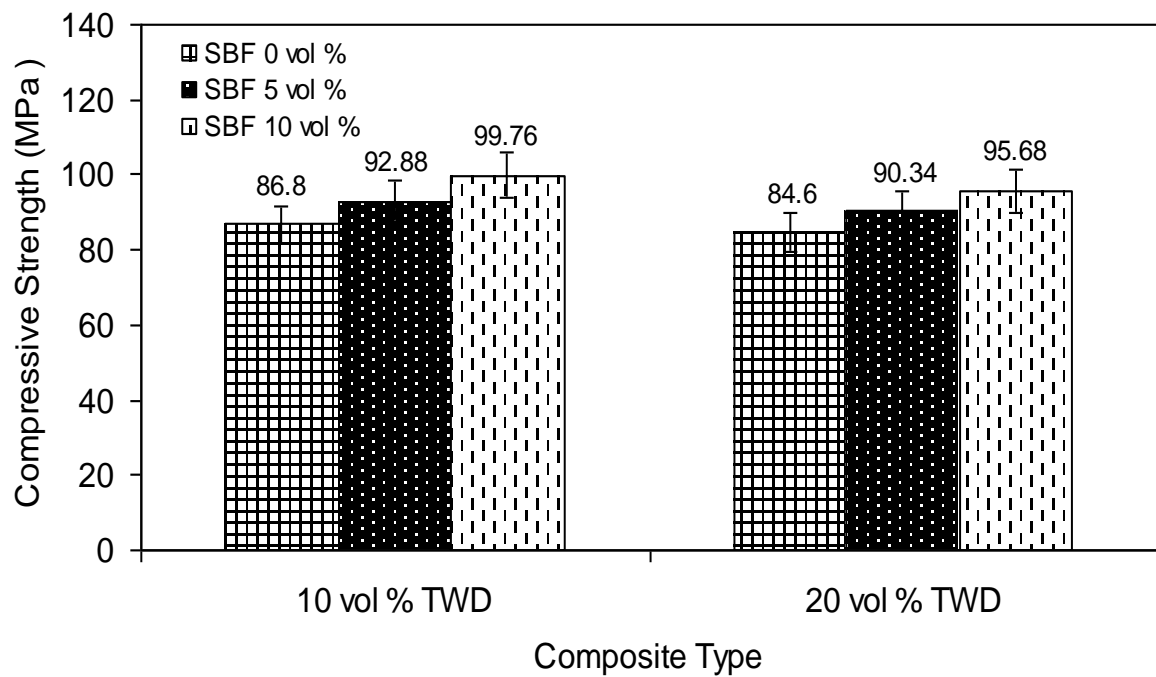 140
120
100
80
60
40
20
0
Compressive Strength (MPa )
SBF 0 vol %
SBF 5 vol %
SBF 10 vol %
86.8
92.88
99.76
84.6
90.34
95.68
10 vol % TWD
20 vol % TWD
Composite Type